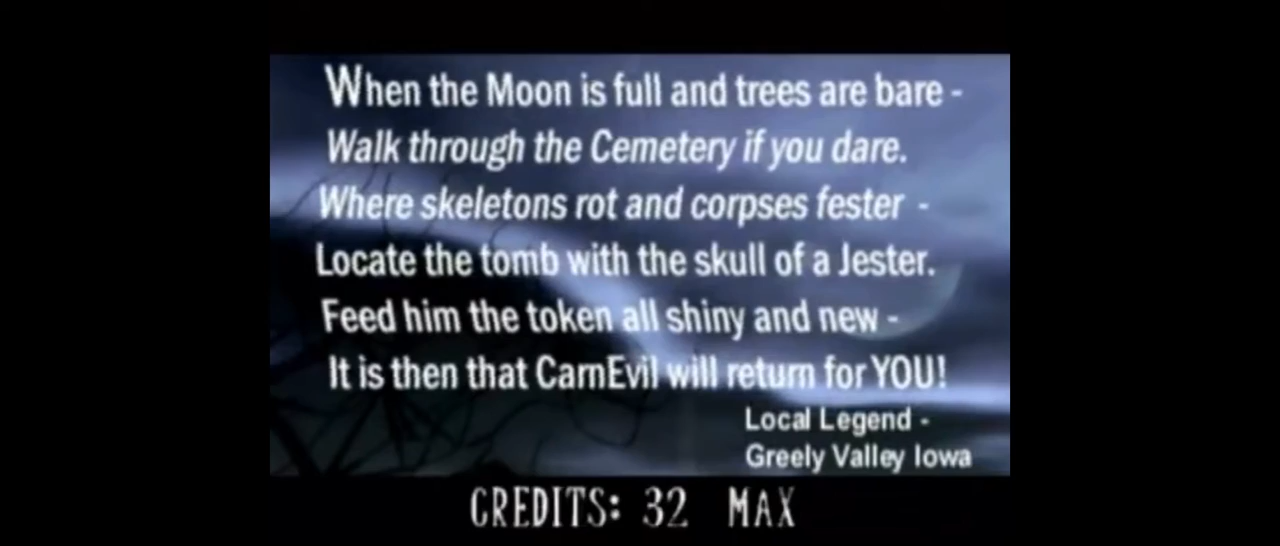 When the Moon is full and trees are bare -
Walk through the Cemetery if you dare.
Where skeletons rot and corpses fester -
Locate the tomb with the skull of a Jester.
Feed him the token all shiny and new -
It is then that CarnEvil will return for YOU!
Local Legend -
Greely Valley Iowa
CREDITS: 32 MAX